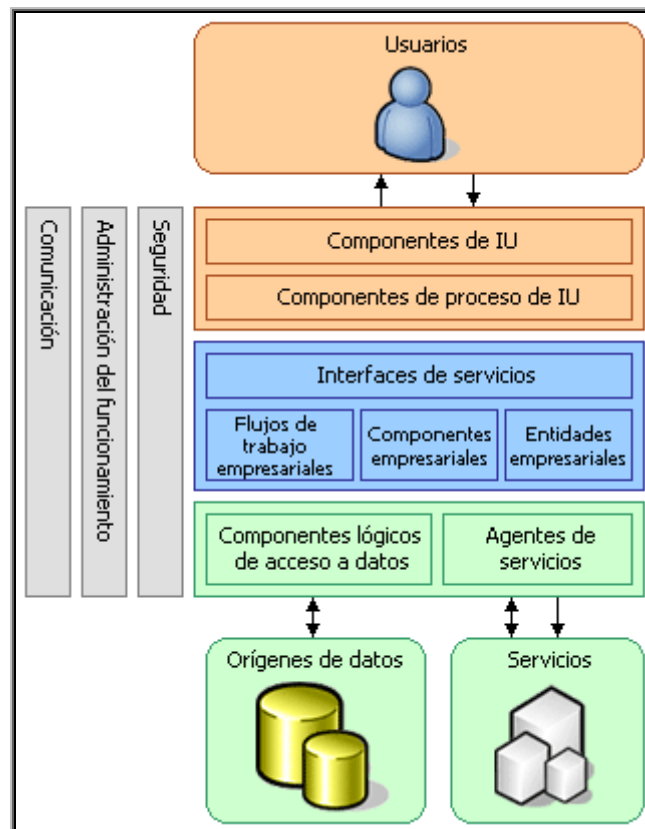 Usuarios
Comunicación
Administración del funcionamiento
Seguridad
Componentes de IU
Componentes de proceso de IU
Interfaces de servicios
Flujos de
trabajo
empresariales
Componentes
empresariales
Entidades
empresariales
Componentes lógicos
de acceso a datos
Agentes de
servicios
Orígenes de datos
Servicios